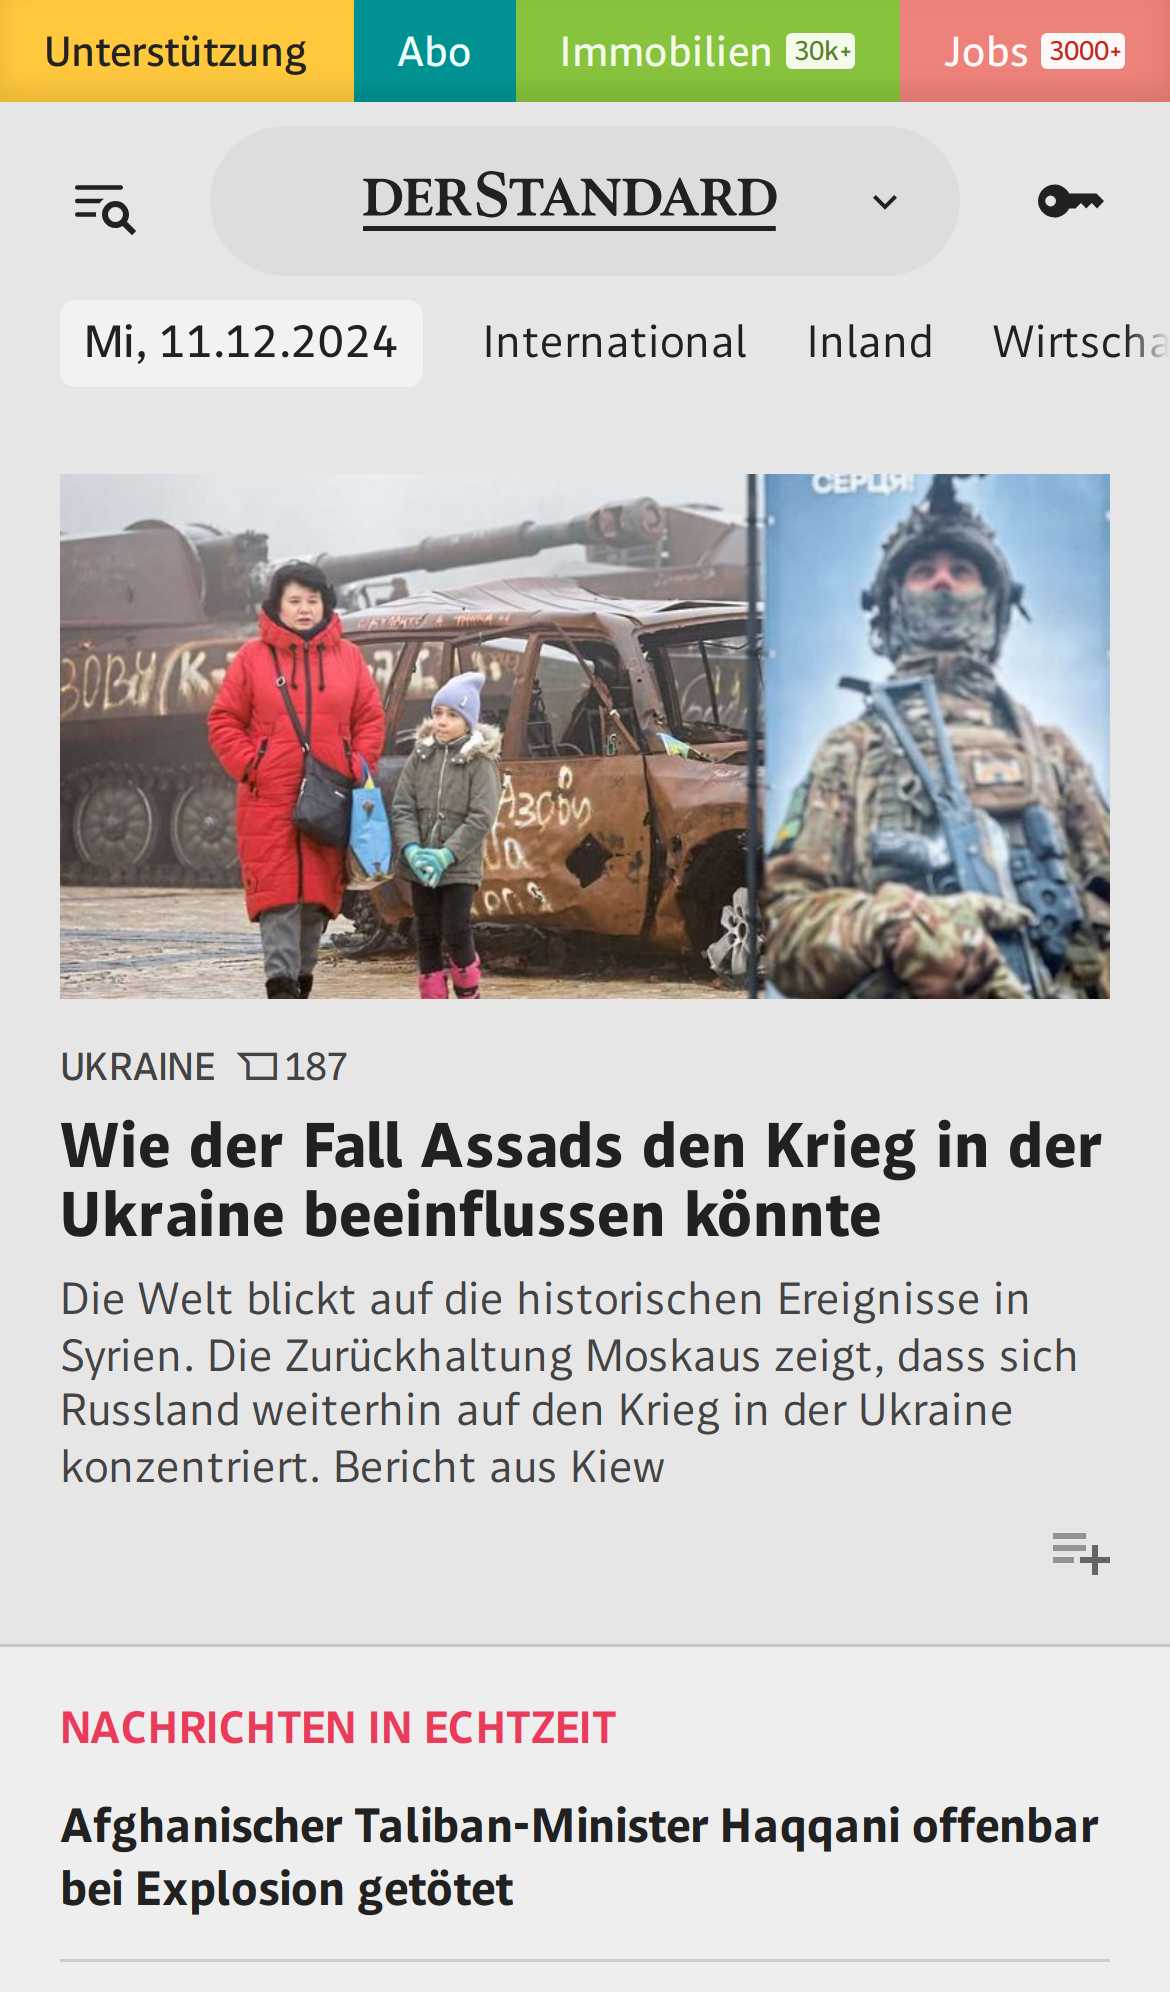 Unterstützung
Abo
Immobilien 30k+
Jobs 3000+
DERSTANDARD
Mi, 11.12.2024
International
Inland
СЕРЦЯ!
Азови
UKRAINE 187
Wie der Fall Assads den Krieg in der
Ukraine beeinflussen könnte
Die Welt blickt auf die historischen Ereignisse in
Syrien. Die Zurückhaltung Moskaus zeigt, dass sich
Russland weiterhin auf den Krieg in der Ukraine
konzentriert. Bericht aus Kiew
NACHRICHTEN IN ECHTZEIT
Afghanischer Taliban-Minister Haqqani offenbar
bei Explosion getötet